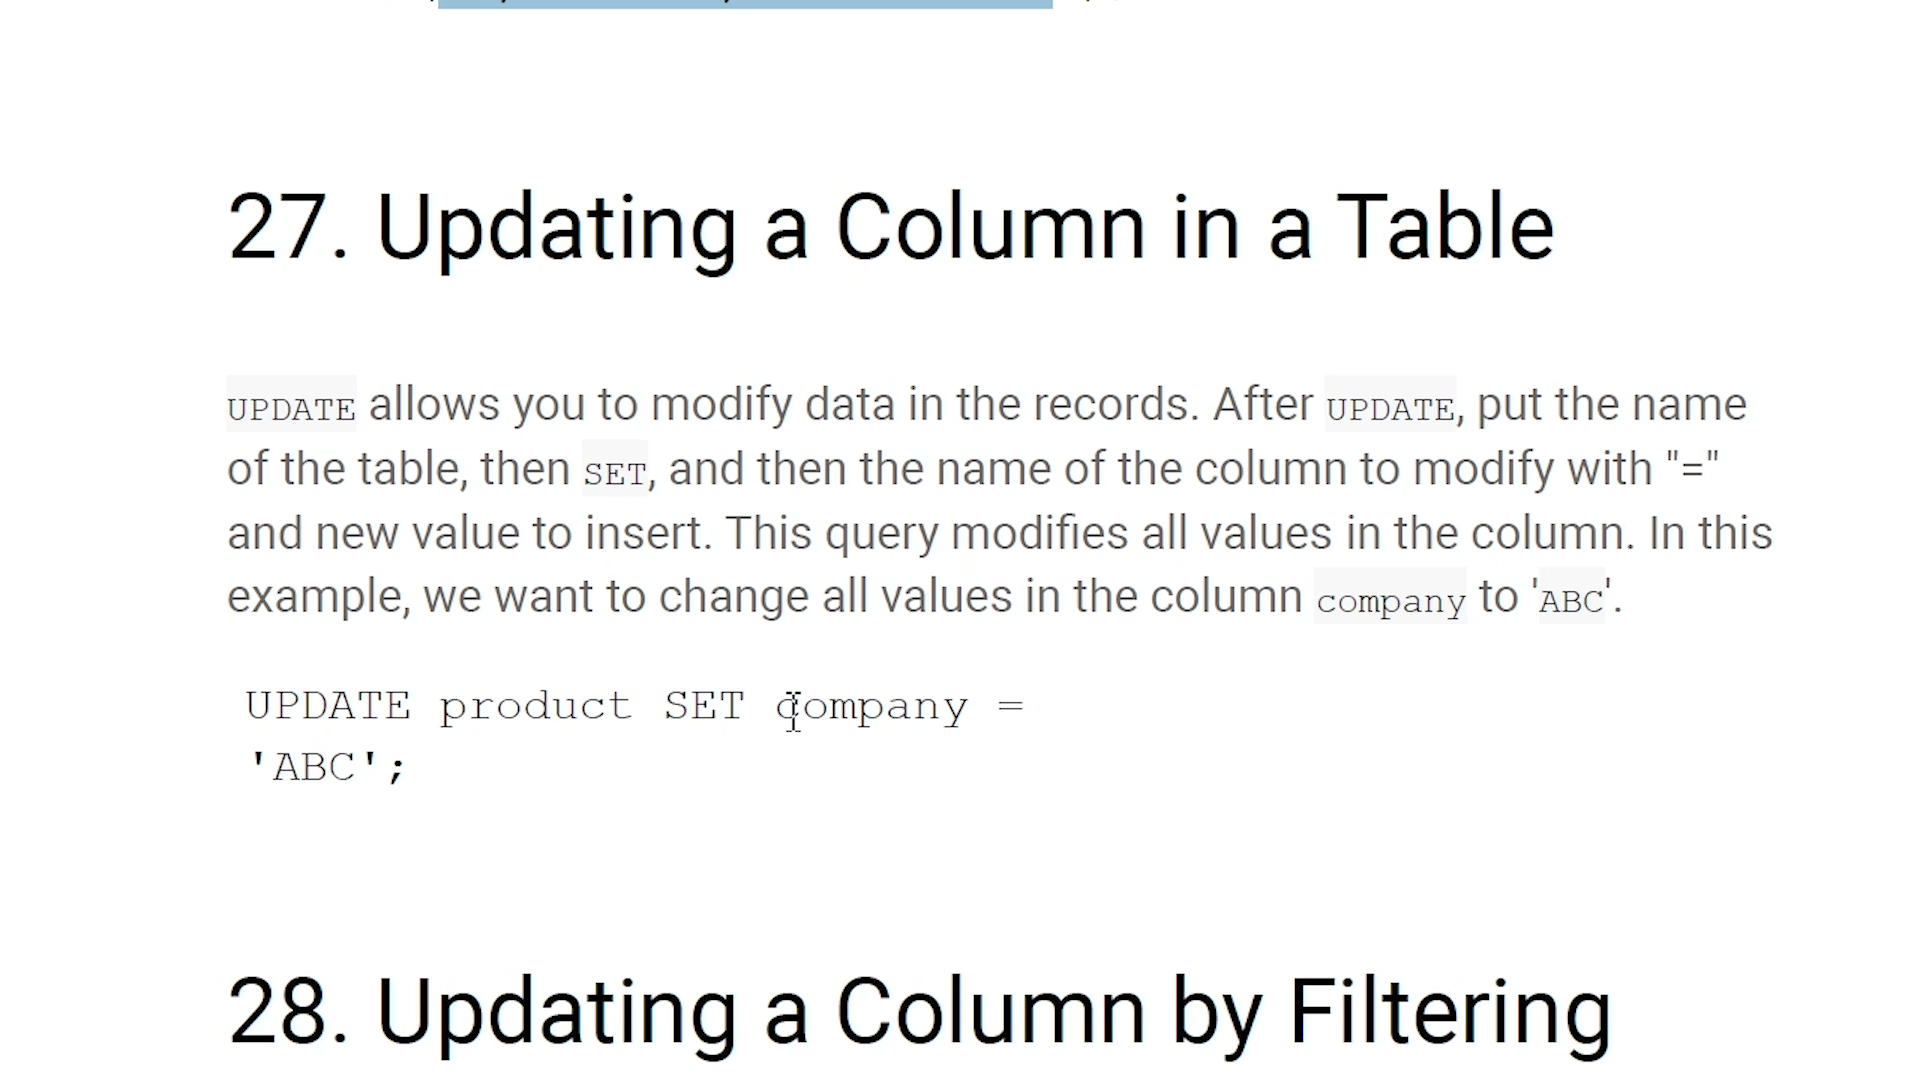 27. Updating a Column in a Table
UPDATE allows you to modify data in the records. After UPDATE, put the name
of the table, then SET, and then the name of the column to modify with "="
and new value to insert. This query modifies all values in the column. In this
example, we want to change all values in the column company to 'ABC'.
UPDATE product SET company =
'ABC';
28. Updating a Column by Filtering